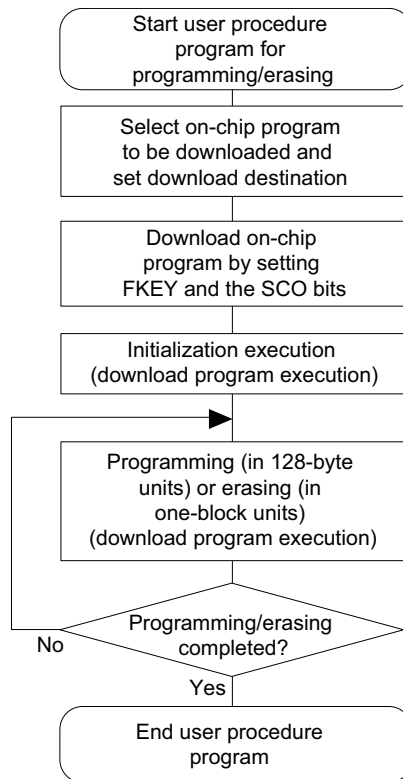 Start user procedure
program for
programming/erasing
Select on-chip program
to be downloaded and
set download destination
Download on-chip
program by setting
FKEY and the SCO bits
Initialization execution
(download program execution)
Programming (in 128-byte
units) or erasing (in
one-block units)
(download program execution)
Programming/erasing
completed?
No
Yes
End user procedure
program